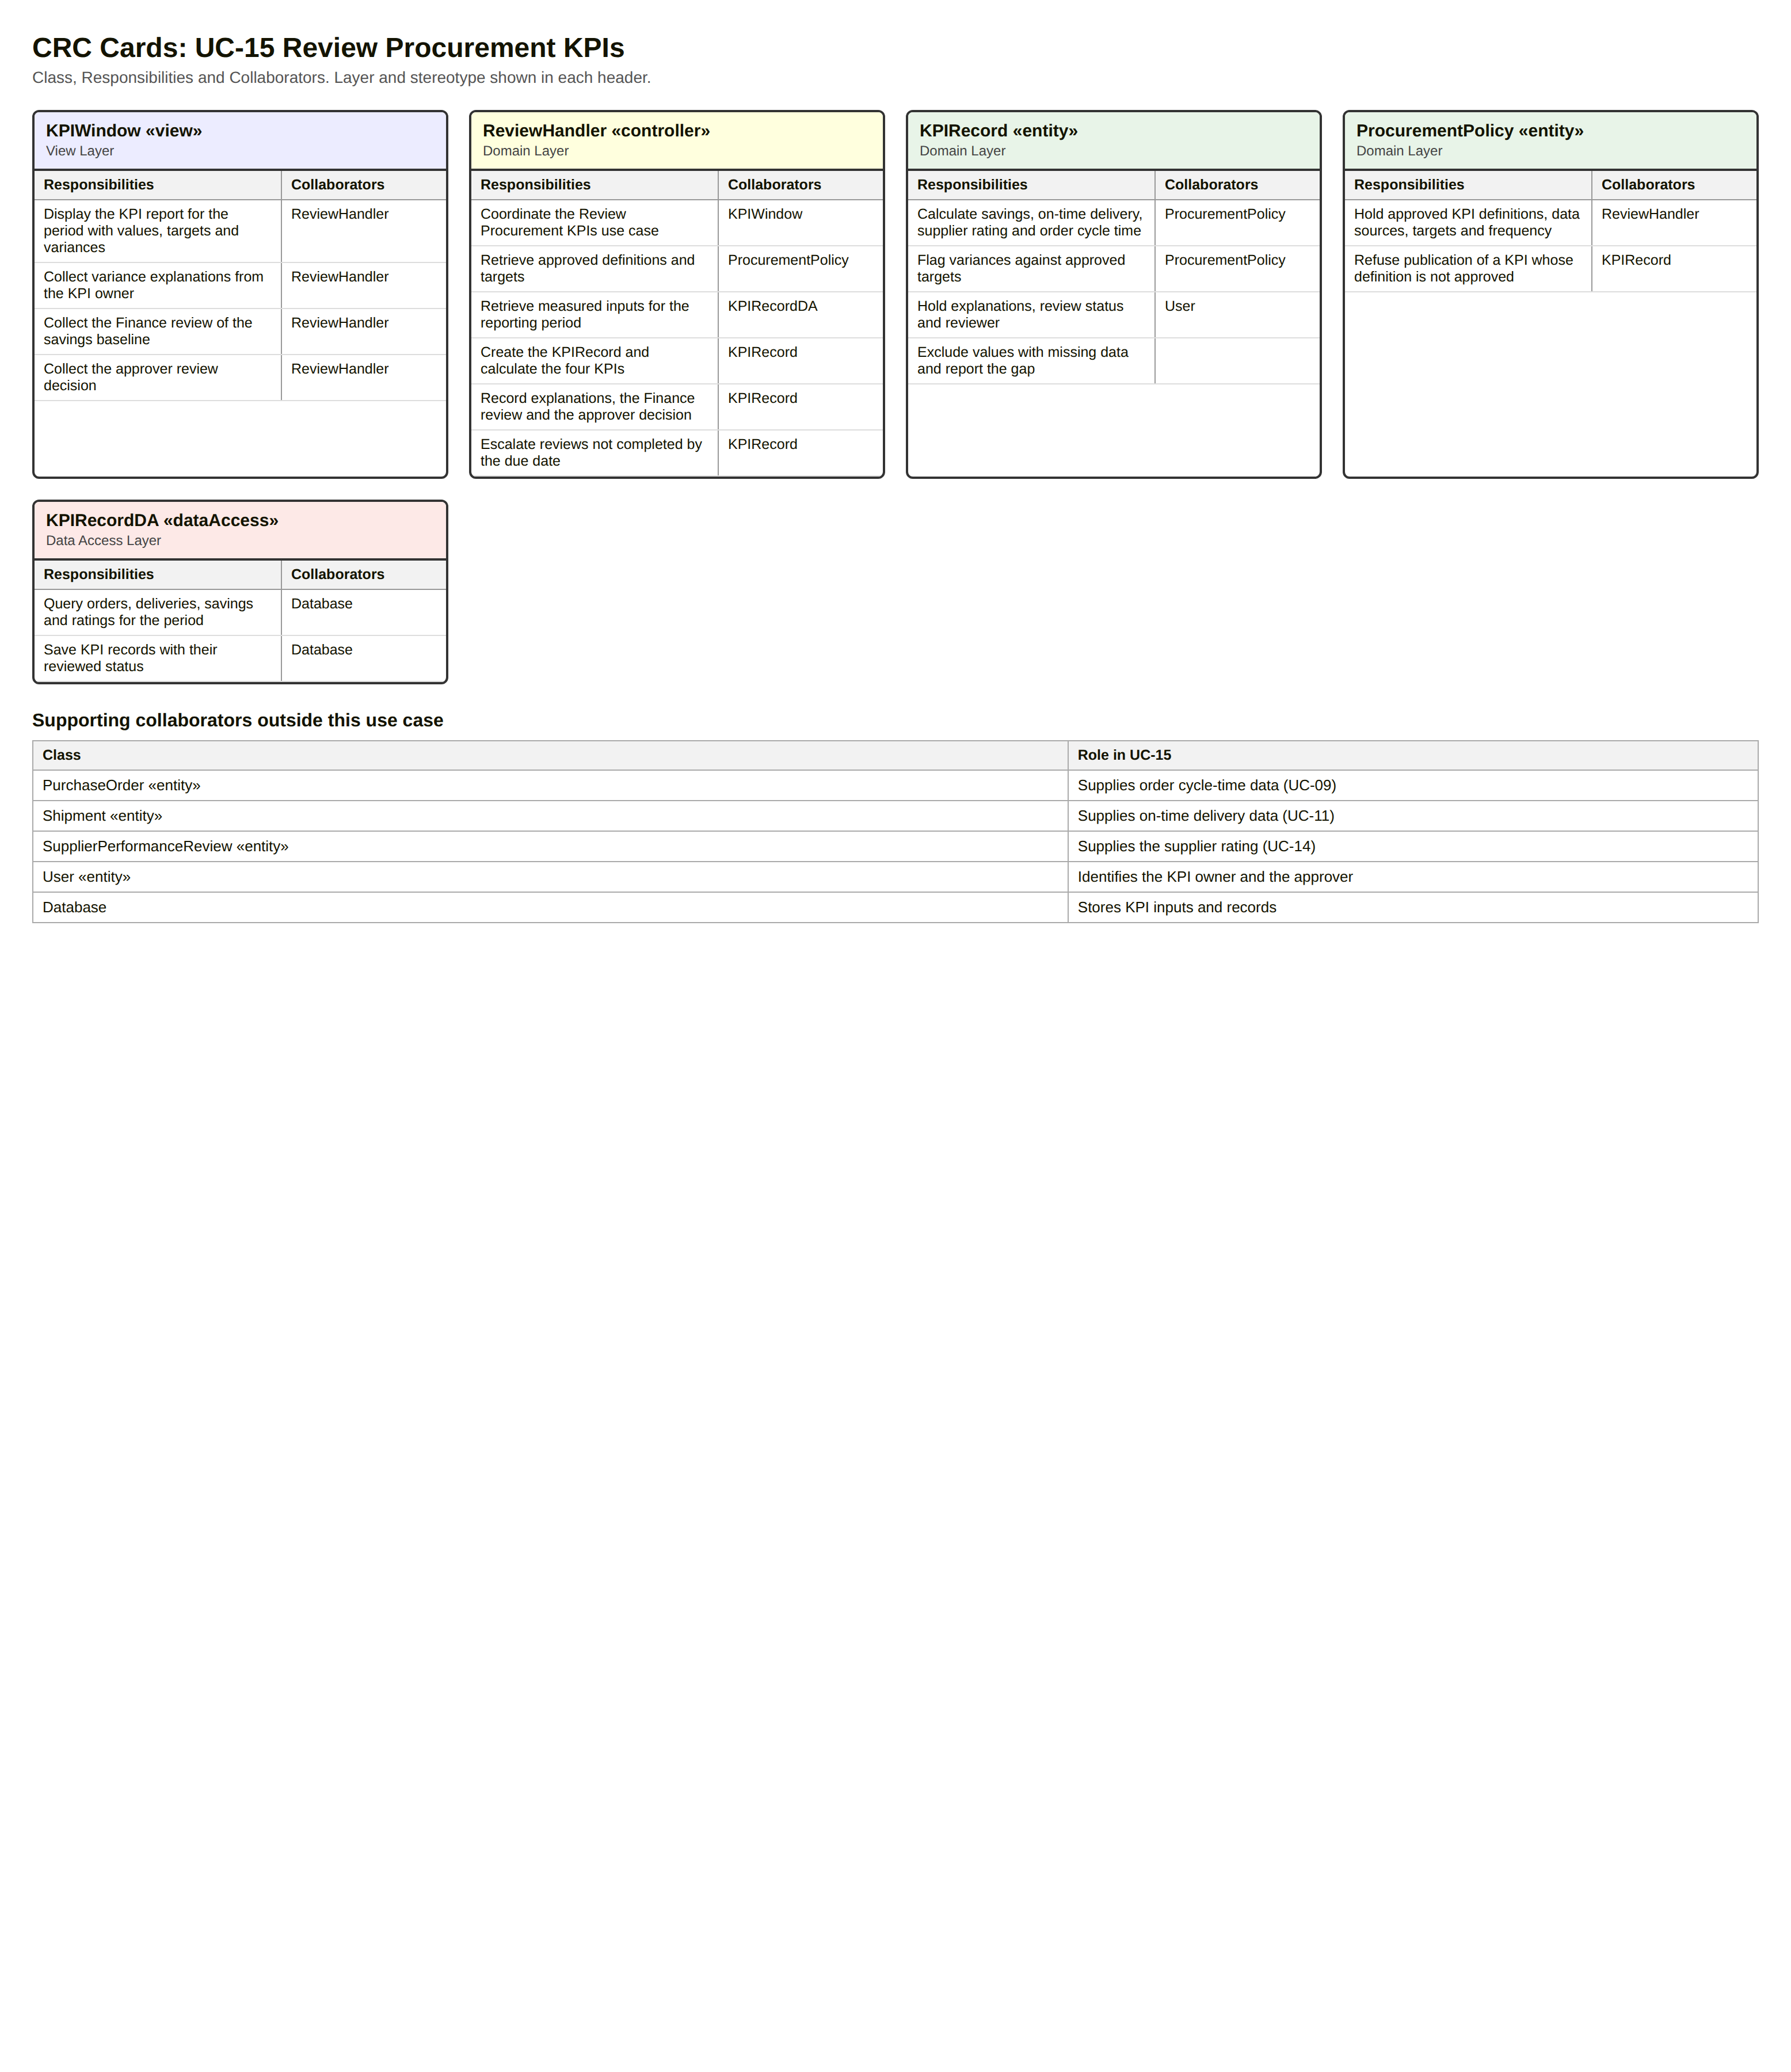 CRC Cards: UC-15 Review Procurement KPIs
Class, Responsibilities and Collaborators. Layer and stereotype shown in each header.
KPIWindow «view»
View Layer
Responsibilities Collaborators
Display the KPI report for the ReviewHandler
period with values, targets and
variances
Collect variance explanations from ReviewHandler
the KPI owner
Collect the Finance review of the ReviewHandler
savings baseline
Collect the approver review ReviewHandler
decision
ReviewHandler «controller»
Domain Layer
Responsibilities Collaborators
Coordinate the Review KPIWindow
Procurement KPIs use case
Retrieve approved definitions and ProcurementPolicy
targets
Retrieve measured inputs for the KPIRecordDA
reporting period
Create the KPIRecord and KPIRecord
calculate the four KPIs
Record explanations, the Finance KPIRecord
review and the approver decision
Escalate reviews not completed by KPIRecord
the due date
KPIRecord «entity»
Domain Layer
Responsibilities Collaborators
Calculate savings, on-time delivery, ProcurementPolicy
supplier rating and order cycle time
Flag variances against approved ProcurementPolicy
targets
Hold explanations, review status User
and reviewer
Exclude values with missing data
and report the gap
ProcurementPolicy «entity»
Domain Layer
Responsibilities Collaborators
Hold approved KPI definitions, data ReviewHandler
sources, targets and frequency
Refuse publication of a KPI whose KPIRecord
definition is not approved
KPIRecordDA «dataAccess»
Data Access Layer
Responsibilities Collaborators
Query orders, deliveries, savings Database
and ratings for the period
Save KPI records with their Database
reviewed status
Supporting collaborators outside this use case
Class Role in UC-15
PurchaseOrder «entity» Supplies order cycle-time data (UC-09)
Shipment «entity» Supplies on-time delivery data (UC-11)
SupplierPerformanceReview «entity» Supplies the supplier rating (UC-14)
User «entity» Identifies the KPI owner and the approver
Database Stores KPI inputs and records